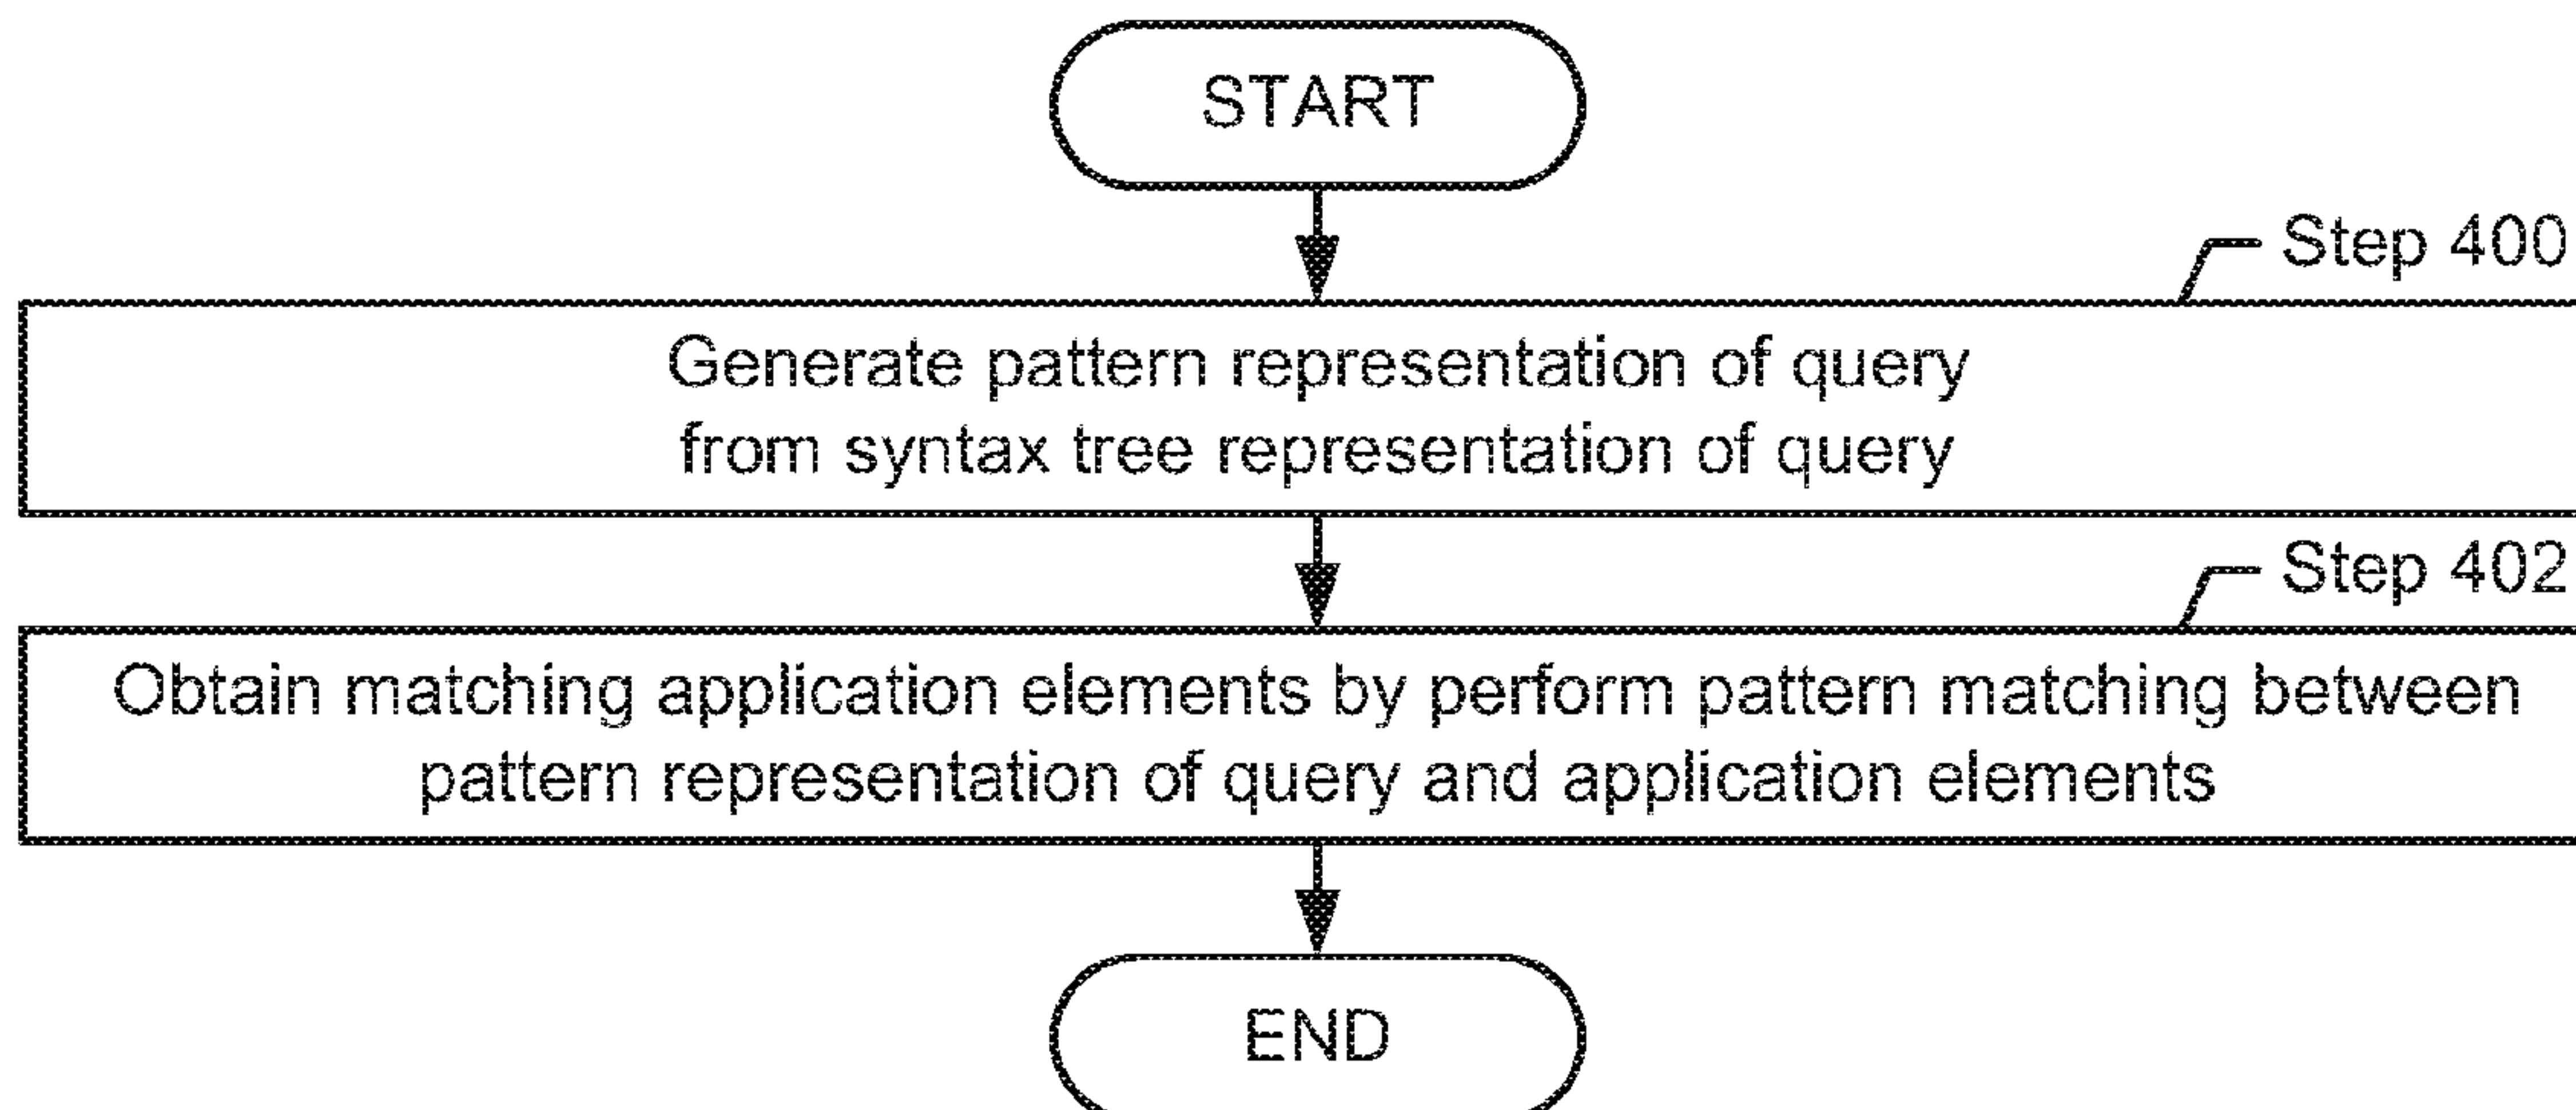 START
Step 400
Generate pattern representation of query
from syntax tree representation of query
Step 402
Obtain matching application elements by perform pattern matching between
pattern representation of query and application elements
END